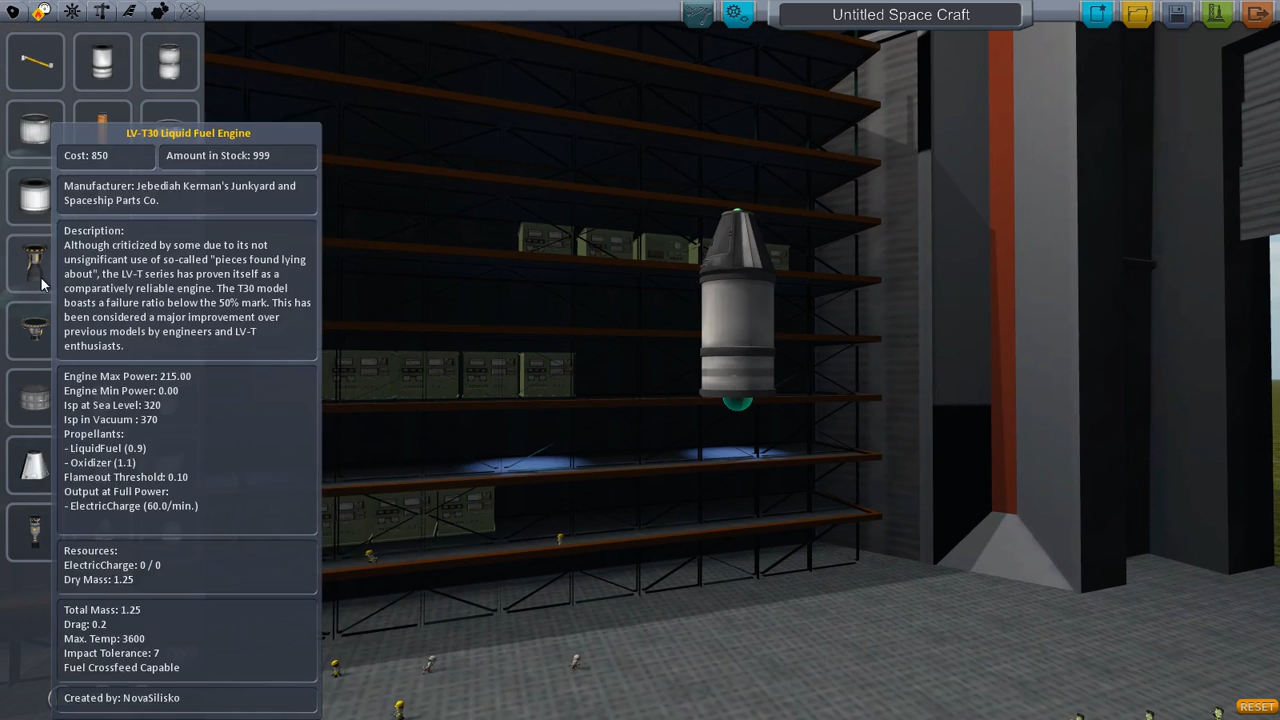 Untitled Space Craft
LV-T30 Liquid Fuel Engine
Cost: 850
Amount in Stock: 999
Manufacturer: Jebediah Kerman's Junkyard and
Spaceship Parts Co.
Description:
Although criticized by some due to its not
unsignificant use of so-called "pieces found lying
about", the LV-T series has proven itself as a
comparatively reliable engine. The T30 model
boasts a failure ratio below the 50% mark. This has
been considered a major improvement over
previous models by engineers and LV-T
enthusiasts.
Engine Max Power: 215.00
Engine Min Power: 0.00
Isp at Sea Level: 320
Isp in Vacuum : 370
Propellants:
- LiquidFuel (0.9)
- Oxidizer (1.1)
Flameout Threshold: 0.10
Output at Full Power:
- ElectricCharge (60.0/min.)
Resources:
ElectricCharge: 0 / 0
Dry Mass: 1.25
Total Mass: 1.25
Drag: 0.2
Max. Temp: 3600
Impact Tolerance: 7
Fuel Crossfeed Capable
Created by: NovaSilisko
RESET